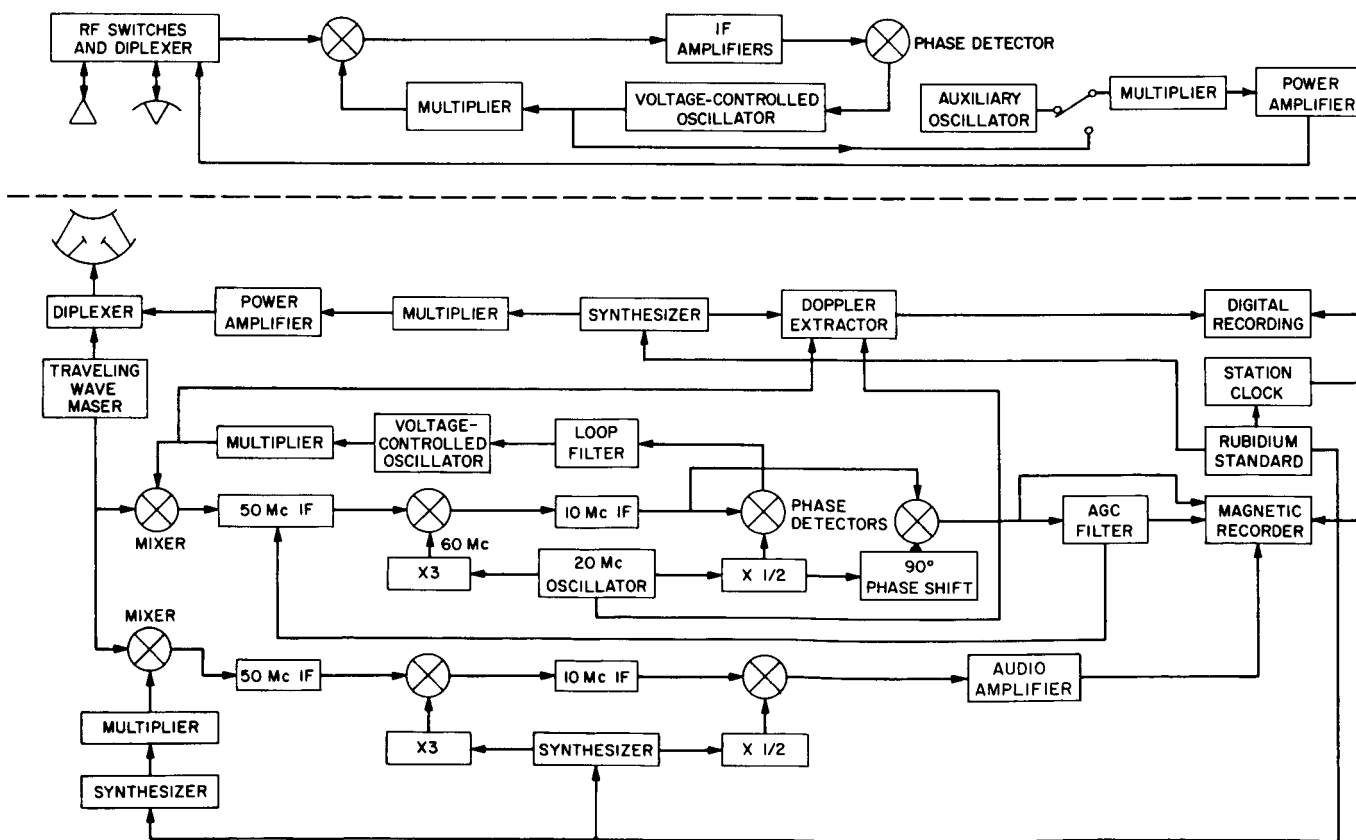 RF SWITCHES
AND DIPLEXER
IF
AMPLIFIERS
PHASE DETECTOR
MULTIPLIER
VOLTAGE-CONTROLLED
OSCILLATOR
AUXILIARY
OSCILLATOR
MULTIPLIER
POWER
AMPLIFIER
DIPLEXER
POWER
AMPLIFIER
MULTIPLIER
SYNTHESIZER
DOPPLER
EXTRACTOR
DIGITAL
RECORDING
TRAVELING
WAVE
MASER
STATION
CLOCK
MULTIPLIER
VOLTAGE-
CONTROLLED
OSCILLATOR
LOOP
FILTER
RUBIDIUM
STANDARD
MIXER
50 Mc IF
10 Mc IF
PHASE
DETECTORS
AGC
FILTER
MAGNETIC
RECORDER
60 Mc
X3
20 Mc
OSCILLATOR
X 1/2
90°
PHASE SHIFT
MIXER
50 Mc IF
10 Mc IF
AUDIO
AMPLIFIER
MULTIPLIER
X3
SYNTHESIZER
X 1/2
SYNTHESIZER